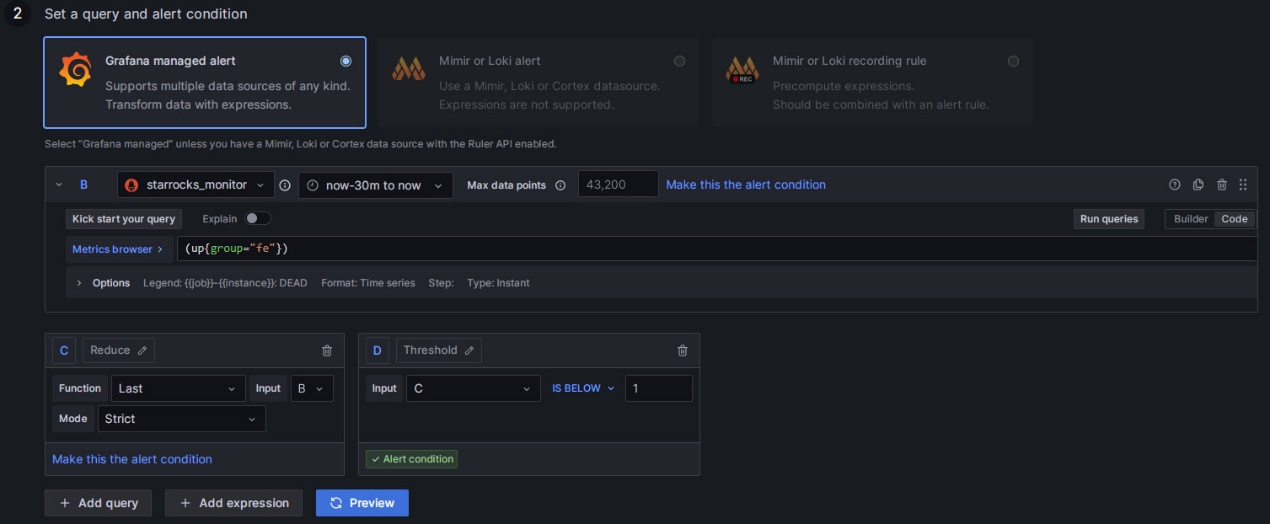 2 Set a query and alert condition
Grafana managed alert
Supports multiple data sources of any kind.
Transform data with expressions.
Mimir or Loki alert
Use a Mimir, Loki or Cortex datasource.
Expressions are not supported.
REC
Mimir or Loki recording rule
Precompute expressions.
Should be combined with an alert rule.
Select "Grafana managed" unless you have a Mimir, Loki or Cortex data source with the Ruler API enabled.
B starrocks_monitor now-30m to now Max data points 43,200 Make this the alert condition
Kick start your query Explain Run queries Builder Code
Metrics browser > (up{group="fe"})
> Options Legend: {{job}}-{{instance}}: DEAD Format: Time series Step: Type: Instant
C Reduce
Function Last Input B
Mode Strict
Make this the alert condition
D Threshold
Input C IS BELOW 1
✓ Alert condition
+ Add query + Add expression Preview